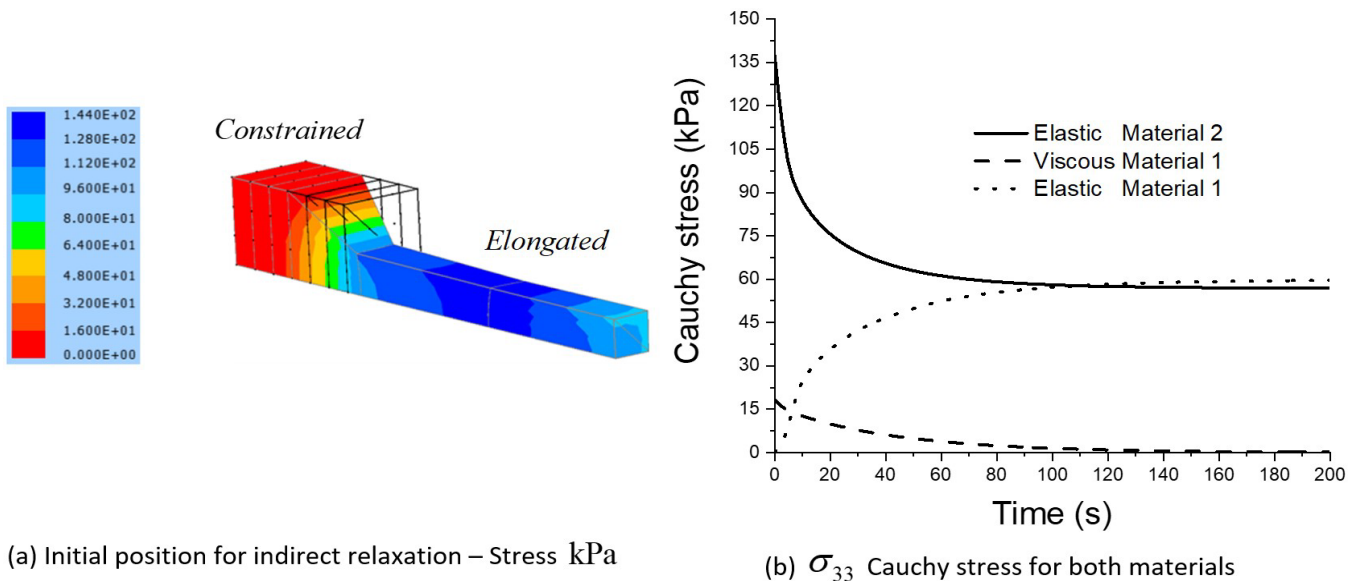 1.440E+02
1.280E+02
1.120E+02
9.600E+01
8.000E+01
6.400E+01
4.800E+01
3.200E+01
1.600E+01
0.000E+00
Constrained
Elongated
(a) Initial position for indirect relaxation – Stress kPa
150
135
120
105
90
75
60
45
30
15
0
Cauchy stress (kPa)
Elastic Material 2
Viscous Material 1
Elastic Material 1
0 20 40 60 80 100 120 140 160 180 200
Time (s)
(b) σ33 Cauchy stress for both materials